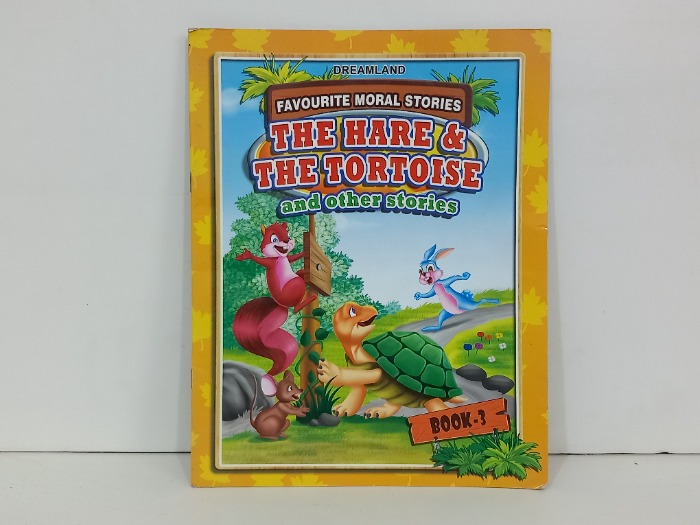 DREAMLAND
FAVOURITE MORAL STORIES
THE HARE &
THE TORTOISE
and other stories
BOOK-3